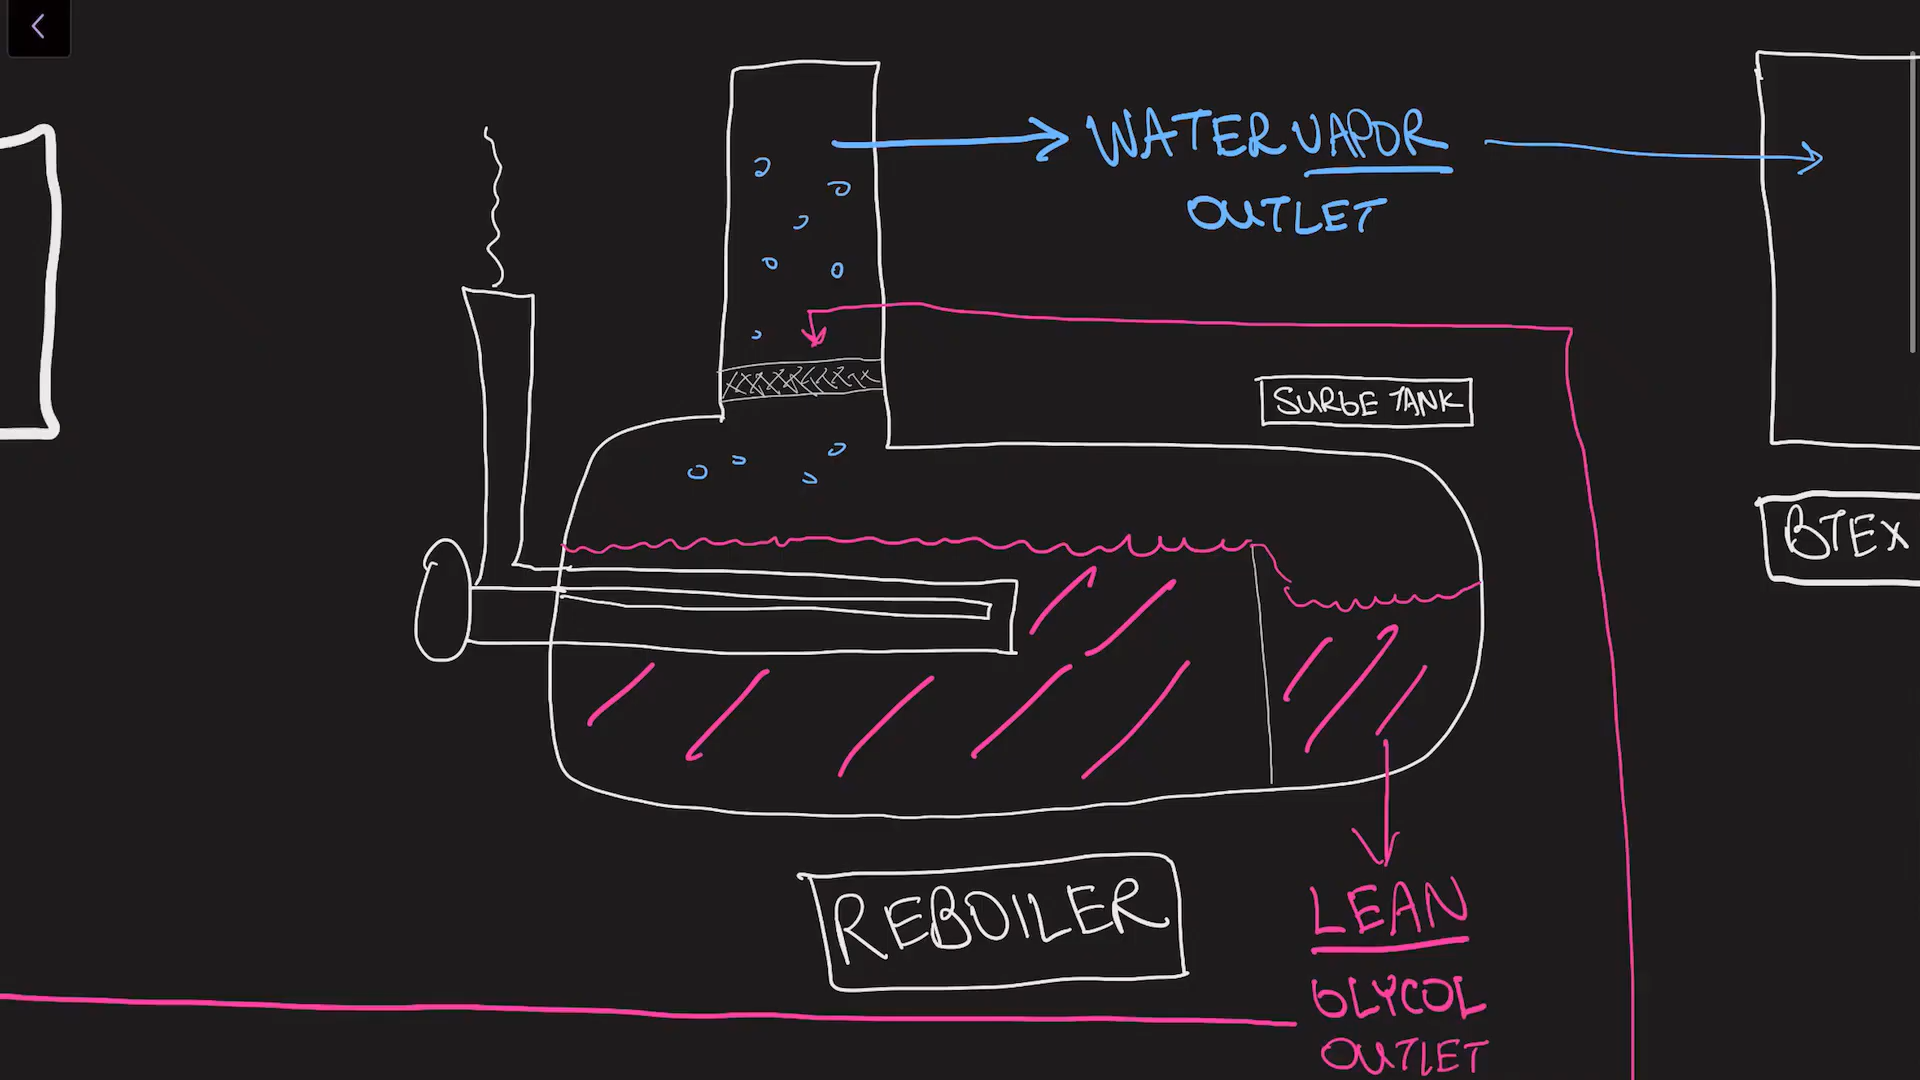 WATER VAPOR
OUTLET
SURGE TANK
BTEX
REBOILER
LEAN
GLYCOL
OUTLET